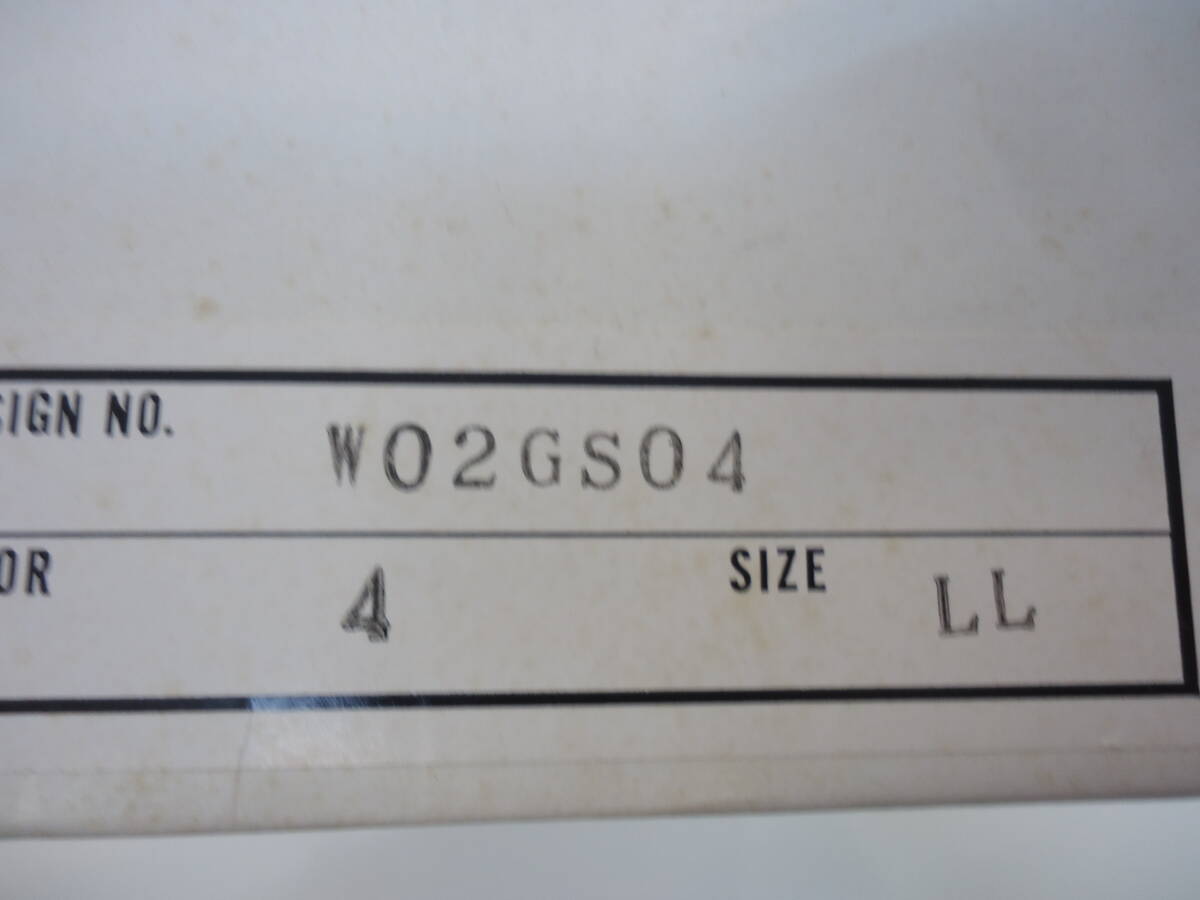 SIGN NO. W02GS04
OR 4 SIZE LL